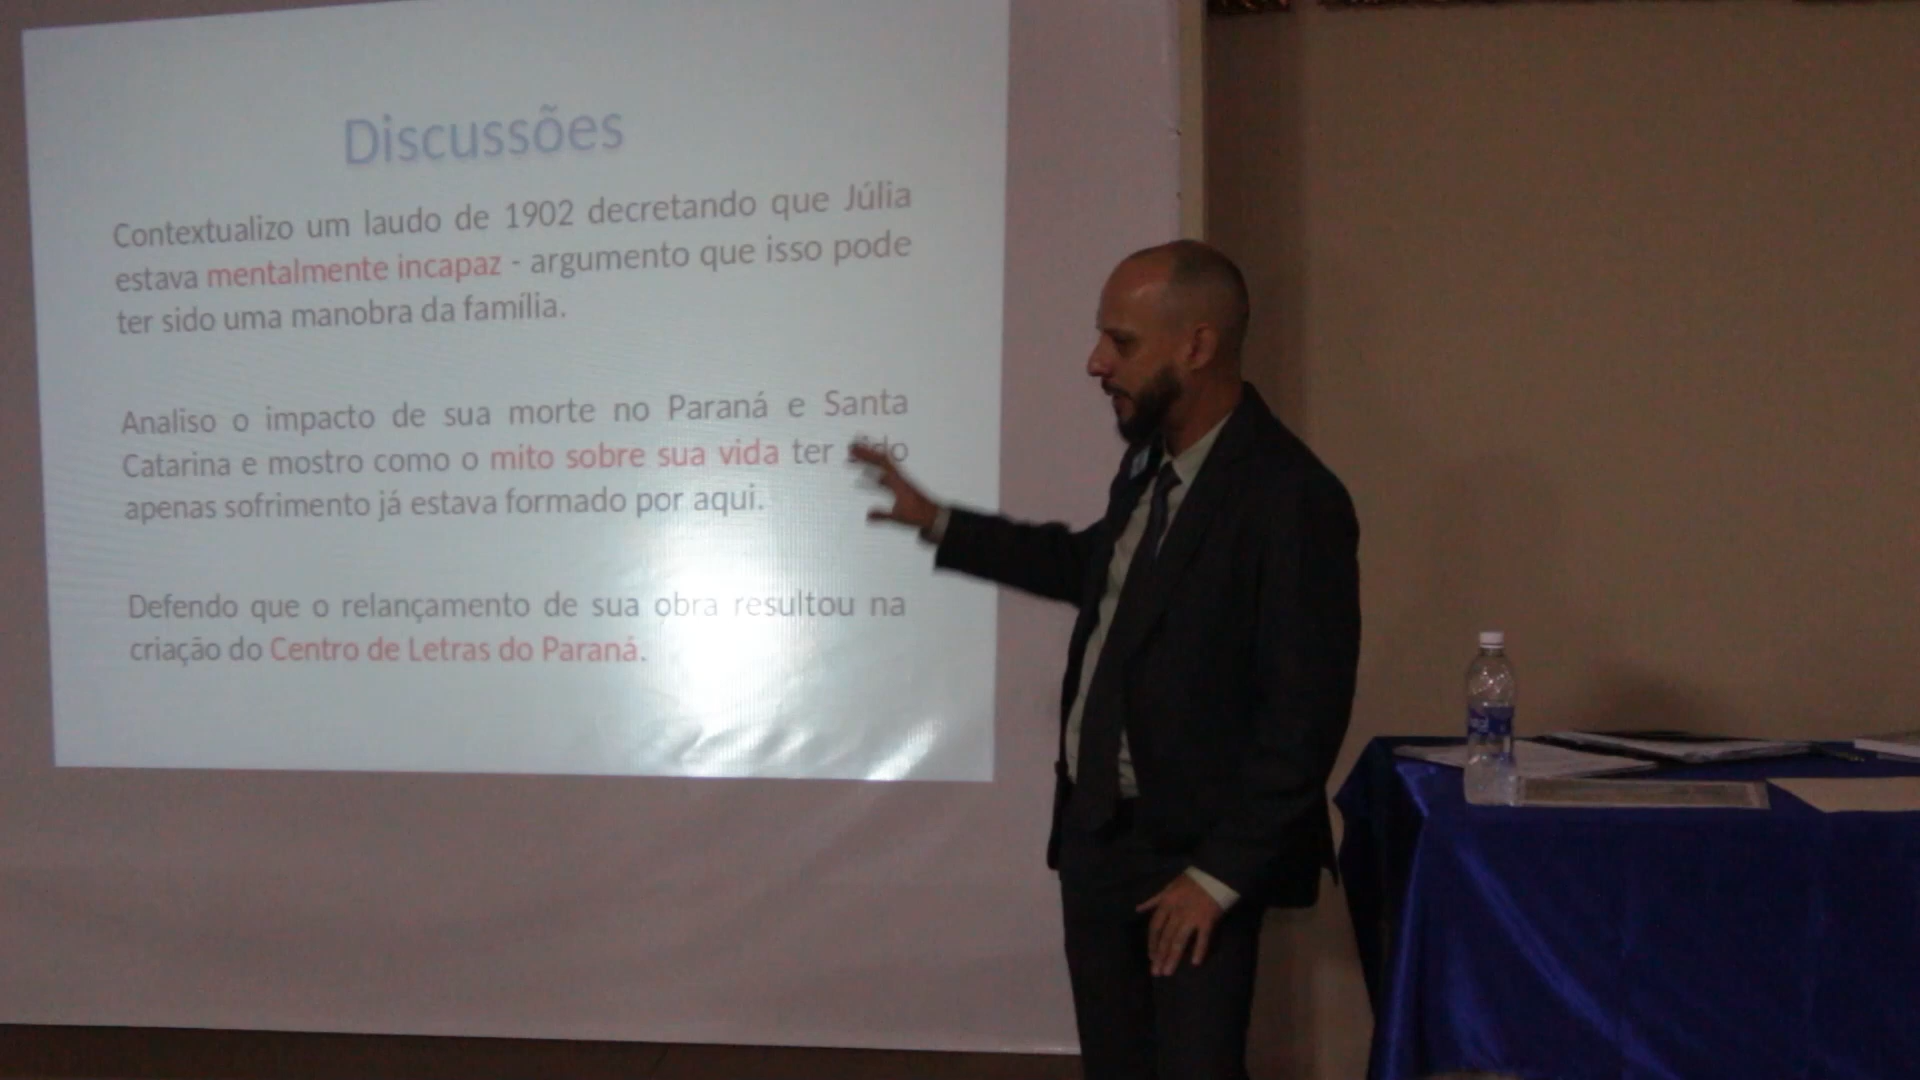 Discussões
Contextualizo um laudo de 1902 decretando que Júlia
estava mentalmente incapaz - argumento que isso pode
ter sido uma manobra da família.
Analiso o impacto de sua morte no Paraná e Santa
Catarina e mostro como o mito sobre sua vida ter sido
apenas sofrimento já estava formado por aqui.
Defendo que o relançamento de sua obra resultou na
criação do Centro de Letras do Paraná.